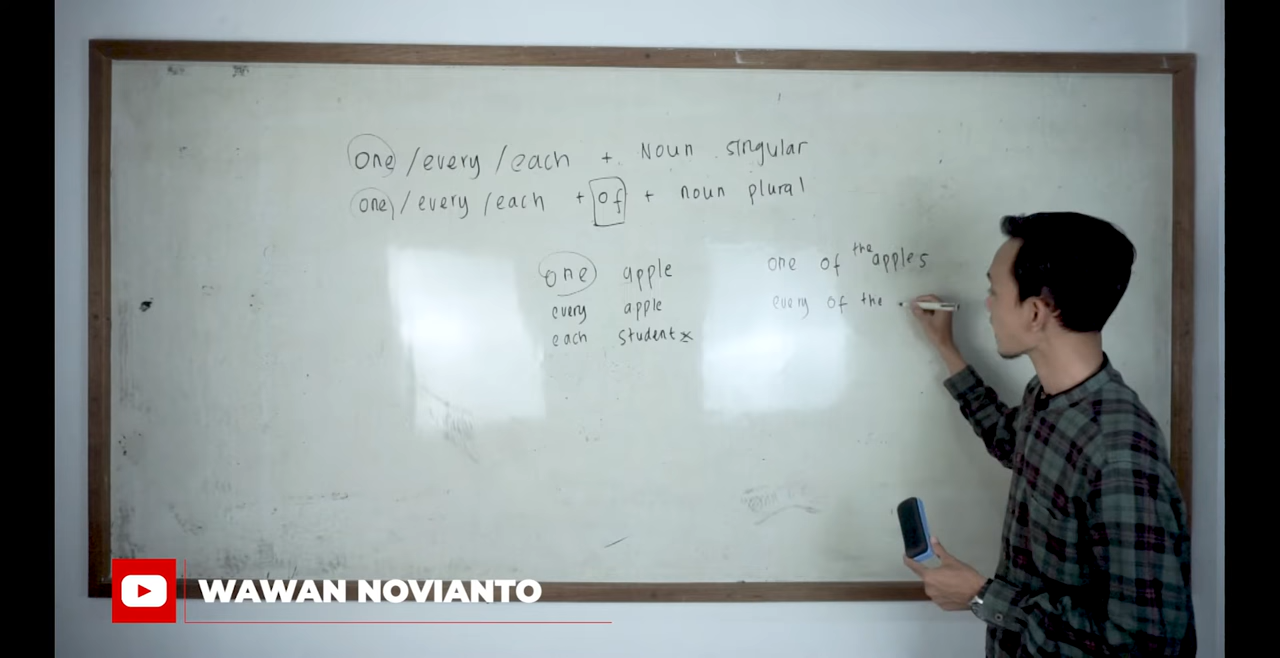 one / every / each + Noun singular
one / every / each + of + noun plural
one apple
every apple
each student x
one of the apples
every of the
WAWAN NOVIANTO